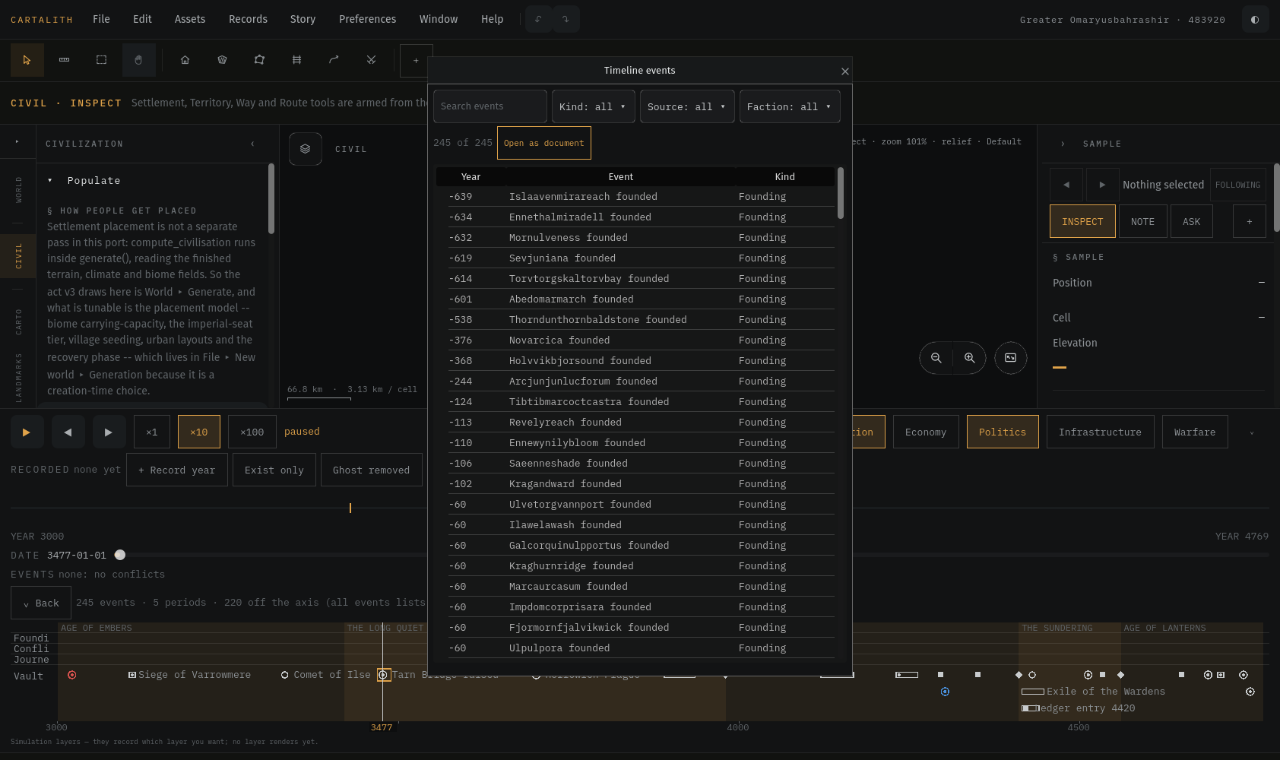 CARTALITH File Edit Assets Records Story Preferences Window Help Greater Omaryusbahrashir · 483920
+
CIVIL · INSPECT Settlement, Territory, Way and Route tools are armed from the
Timeline events
Search events Kind: all Source: all Faction: all
245 of 245 Open as document
Year Event Kind
-639 Islaavenmirareach founded Founding
-634 Ennethalmiradell founded Founding
-632 Mornulveness founded Founding
-619 Sevjuniana founded Founding
-614 Torvtorgskaltorvbay founded Founding
-601 Abedomarmarch founded Founding
-538 Thorndunthornbaldstone founded Founding
-376 Novarcica founded Founding
-368 Holvvikbjorsound founded Founding
-244 Arcjunjunlucforum founded Founding
-124 Tibtibmarcoctcastra founded Founding
-113 Revelyreach founded Founding
-110 Ennewynilybloom founded Founding
-106 Saeenneshade founded Founding
-102 Kragandward founded Founding
-60 Ulvetorgvannport founded Founding
-60 Ilawelawash founded Founding
-60 Galcorquinulpportus founded Founding
-60 Kraghurnridge founded Founding
-60 Marcaurcasum founded Founding
-60 Impdomcorprisara founded Founding
-60 Fjormornfjalvikwick founded Founding
-60 Ulpulpora founded Founding
WORLD
CIVIL
CARTO
LANDMARKS
CIVILIZATION
Populate
§ HOW PEOPLE GET PLACED
Settlement placement is not a separate
pass in this port: compute_civilisation runs
inside generate(), reading the finished
terrain, climate and biome fields. So the
act v3 draws here is World ▸ Generate, and
what is tunable is the placement model --
biome carrying-capacity, the imperial-seat
tier, village seeding, urban layouts and the
recovery phase -- which lives in File ▸ New
world ▸ Generation because it is a
creation-time choice.
CIVIL
66.8 km · 3.13 km / cell
ect · zoom 101% · relief · Default
SAMPLE
Nothing selected FOLLOWING
INSPECT NOTE ASK +
§ SAMPLE
Position —
Cell —
Elevation
—
×1 ×10 ×100 paused
tion Economy Politics Infrastructure Warfare
RECORDED none yet + Record year Exist only Ghost removed
YEAR 3000 YEAR 4769
DATE 3477-01-01
EVENTS none: no conflicts
Back 245 events · 5 periods · 220 off the axis (all events lists
AGE OF EMBERS THE LONG QUIET THE SUNDERING AGE OF LANTERNS
Foundi
Confli
Journe
Vault Siege of Varrowmere Comet of Ilse Tarn
Exile of the Wardens
edger entry 4420
3000 3477 4000 4500
Simulation layers — they record which layer you want; no layer renders yet.